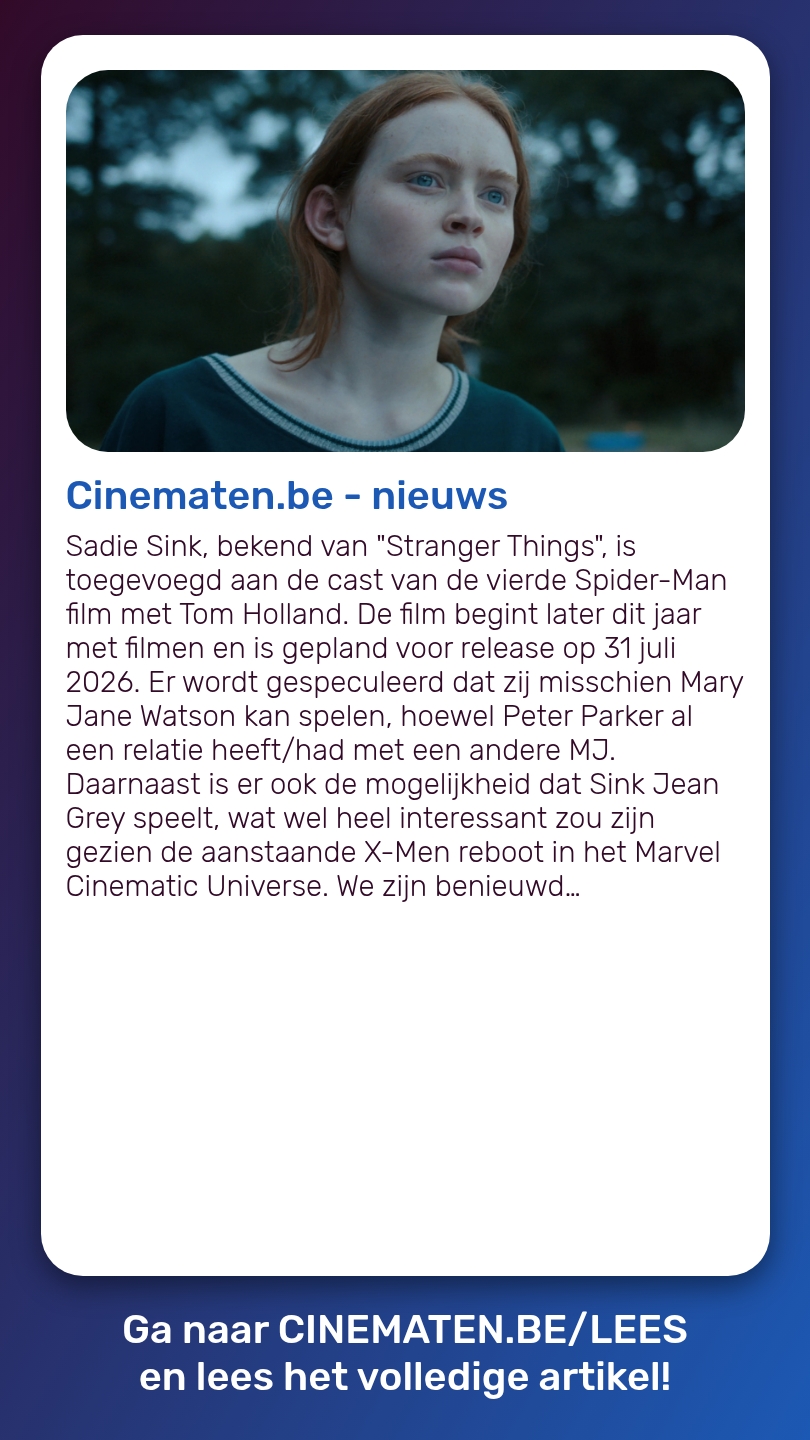 Cinematen.be - nieuws
Sadie Sink, bekend van "Stranger Things", is
toegevoegd aan de cast van de vierde Spider-Man
film met Tom Holland. De film begint later dit jaar
met filmen en is gepland voor release op 31 juli
2026. Er wordt gespeculeerd dat zij misschien Mary
Jane Watson kan spelen, hoewel Peter Parker al
een relatie heeft/had met een andere MJ.
Daarnaast is er ook de mogelijkheid dat Sink Jean
Grey speelt, wat wel heel interessant zou zijn
gezien de aanstaande X-Men reboot in het Marvel
Cinematic Universe. We zijn benieuwd...
Ga naar CINEMATEN.BE/LEES
en lees het volledige artikel!